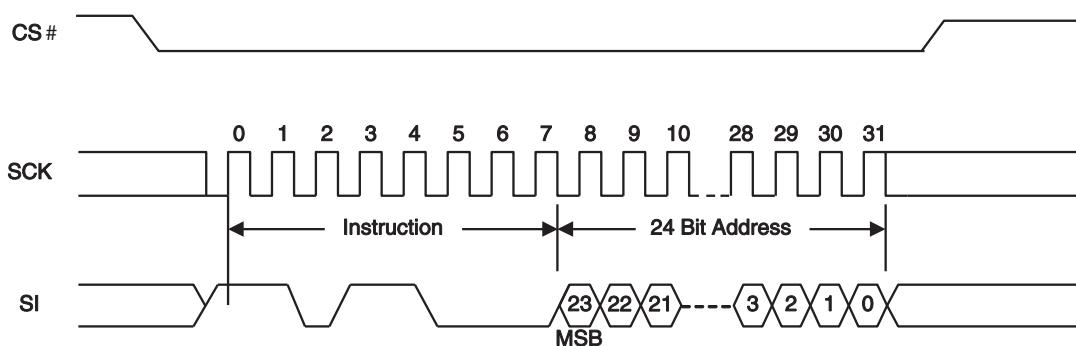 CS #
0 1 2 3 4 5 6 7 8 9 10 28 29 30 31
SCK
Instruction 24 Bit Address
SI 23 22 21 3 2 1 0
MSB